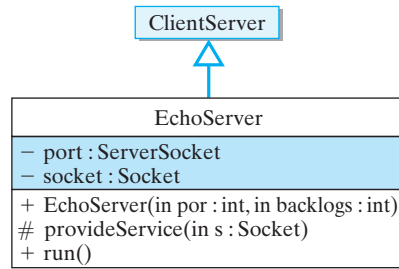 ClientServer
EchoServer
− port : ServerSocket
− socket : Socket
+ EchoServer(in por : int, in backlogs : int)
# provideService(in s : Socket)
+ run()